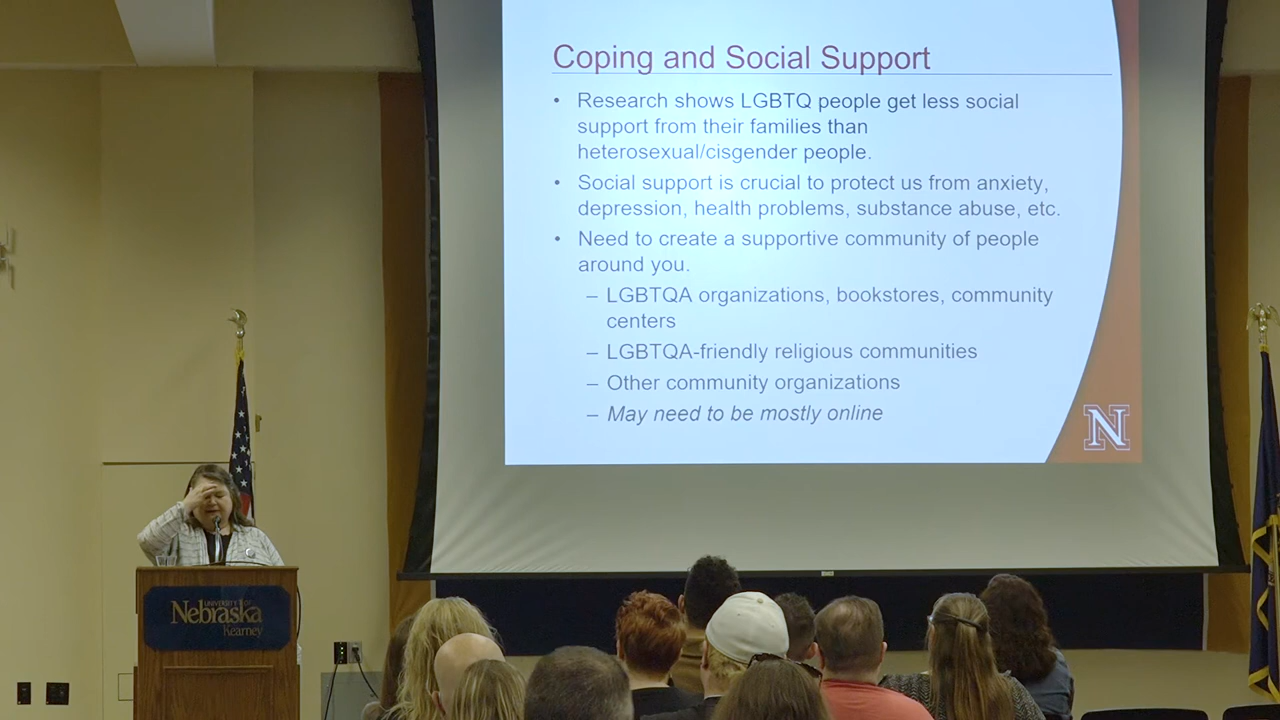 Coping and Social Support
• Research shows LGBTQ people get less social
support from their families than
heterosexual/cisgender people.
• Social support is crucial to protect us from anxiety,
depression, health problems, substance abuse, etc.
• Need to create a supportive community of people
around you.
– LGBTQA organizations, bookstores, community
centers
– LGBTQA-friendly religious communities
– Other community organizations
– May need to be mostly online
N
UNIVERSITY OF
Nebraska
Kearney